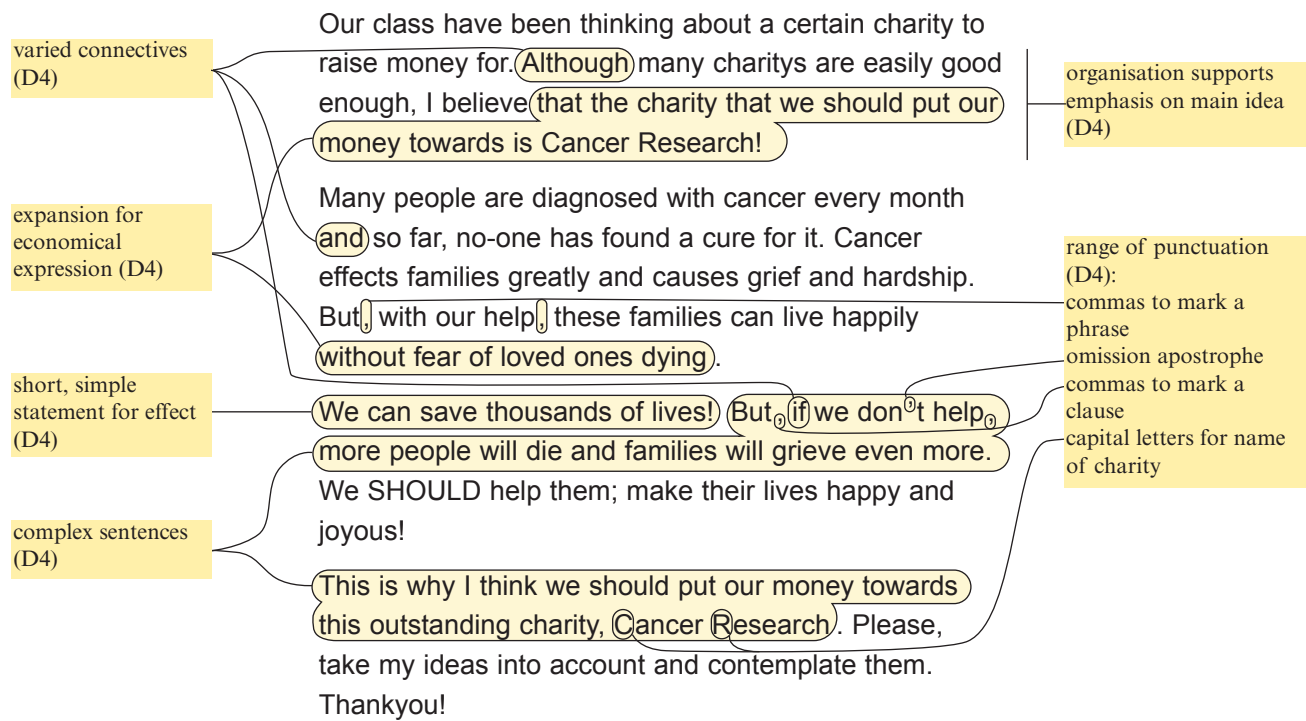 varied connectives
(D4)
expansion for
economical
expression (D4)
short, simple
statement for effect
(D4)
complex sentences
(D4)
Our class have been thinking about a certain charity to
raise money for. Although many charitys are easily good
enough, I believe that the charity that we should put our
money towards is Cancer Research!
Many people are diagnosed with cancer every month
and so far, no-one has found a cure for it. Cancer
effects families greatly and causes grief and hardship.
But, with our help, these families can live happily
without fear of loved ones dying.
We can save thousands of lives! But, if we don't help,
more people will die and families will grieve even more.
We SHOULD help them; make their lives happy and
joyous!
This is why I think we should put our money towards
this outstanding charity, Cancer Research. Please,
take my ideas into account and contemplate them.
Thankyou!
organisation supports
emphasis on main idea
(D4)
range of punctuation
(D4):
commas to mark a
phrase
omission apostrophe
commas to mark a
clause
capital letters for name
of charity